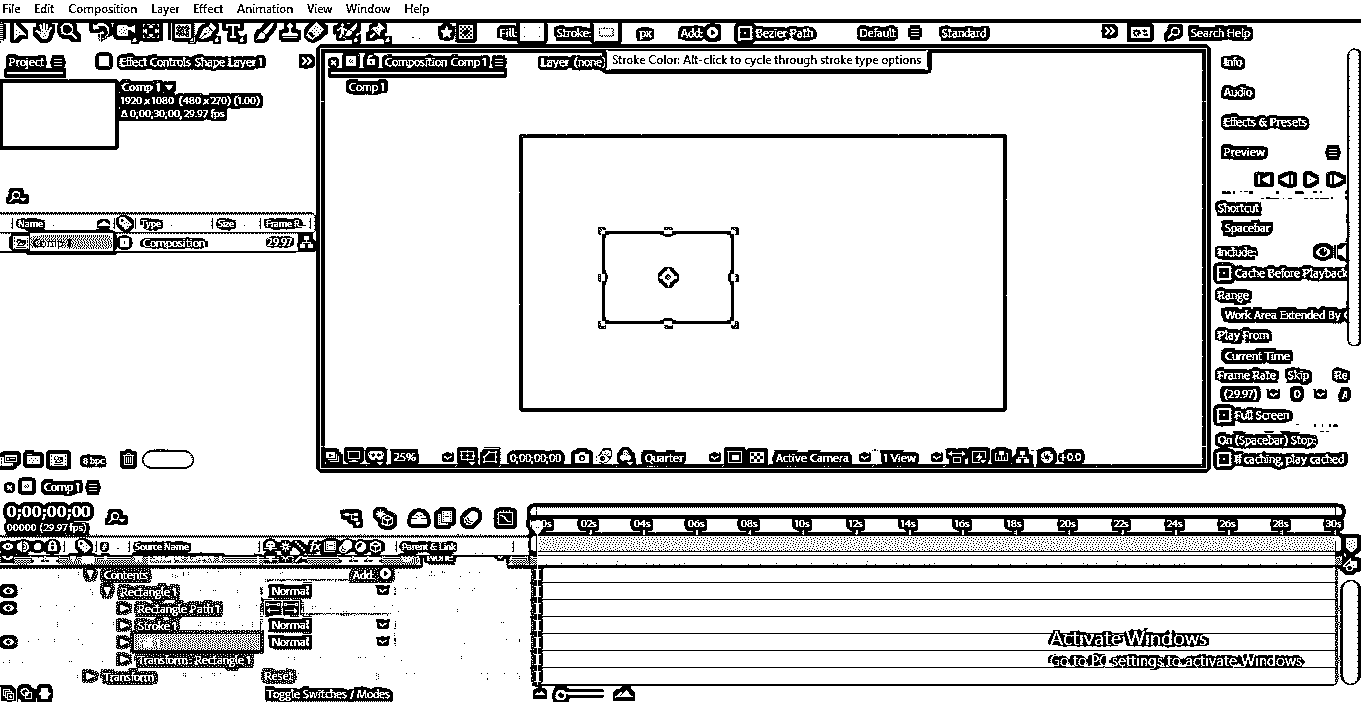 File Edit Composition Layer Effect Animation View Window Help
Fill: Stroke: px Add: Bezier Path Default Standard Search Help
Project Effect Controls Shape Layer 1 Composition Comp 1 Layer (none)
Stroke Color: Alt-click to cycle through stroke type options
Comp 1
1920 x 1080 (480 x 270) (1.00)
Δ 0;00;30;00, 29.97 fps
Comp 1
Name Type Size Frame R..
Comp 1 Composition 29.97
8 bpc
25% 0;00;00;00 Quarter Active Camera 1 View +0.0
Info
Audio
Effects & Presets
Preview
Shortcut
Spacebar
Include:
Cache Before Playback
Range
Work Area Extended By
Play From
Current Time
Frame Rate Skip Re
(29.97) 0 A
Full Screen
On (Spacebar) Stop:
If caching, play cached
Comp 1
0;00;00;00
00000 (29.97 fps)
Source Name Parent & Link
0s 02s 04s 06s 08s 10s 12s 14s 16s 18s 20s 22s 24s 26s 28s 30s
Contents Add:
Rectangle 1 Normal
Rectangle Path 1
Stroke 1 Normal
Normal
Transform: Rectangle 1
Transform Reset
Toggle Switches / Modes
Activate Windows
Go to PC settings to activate Windows.